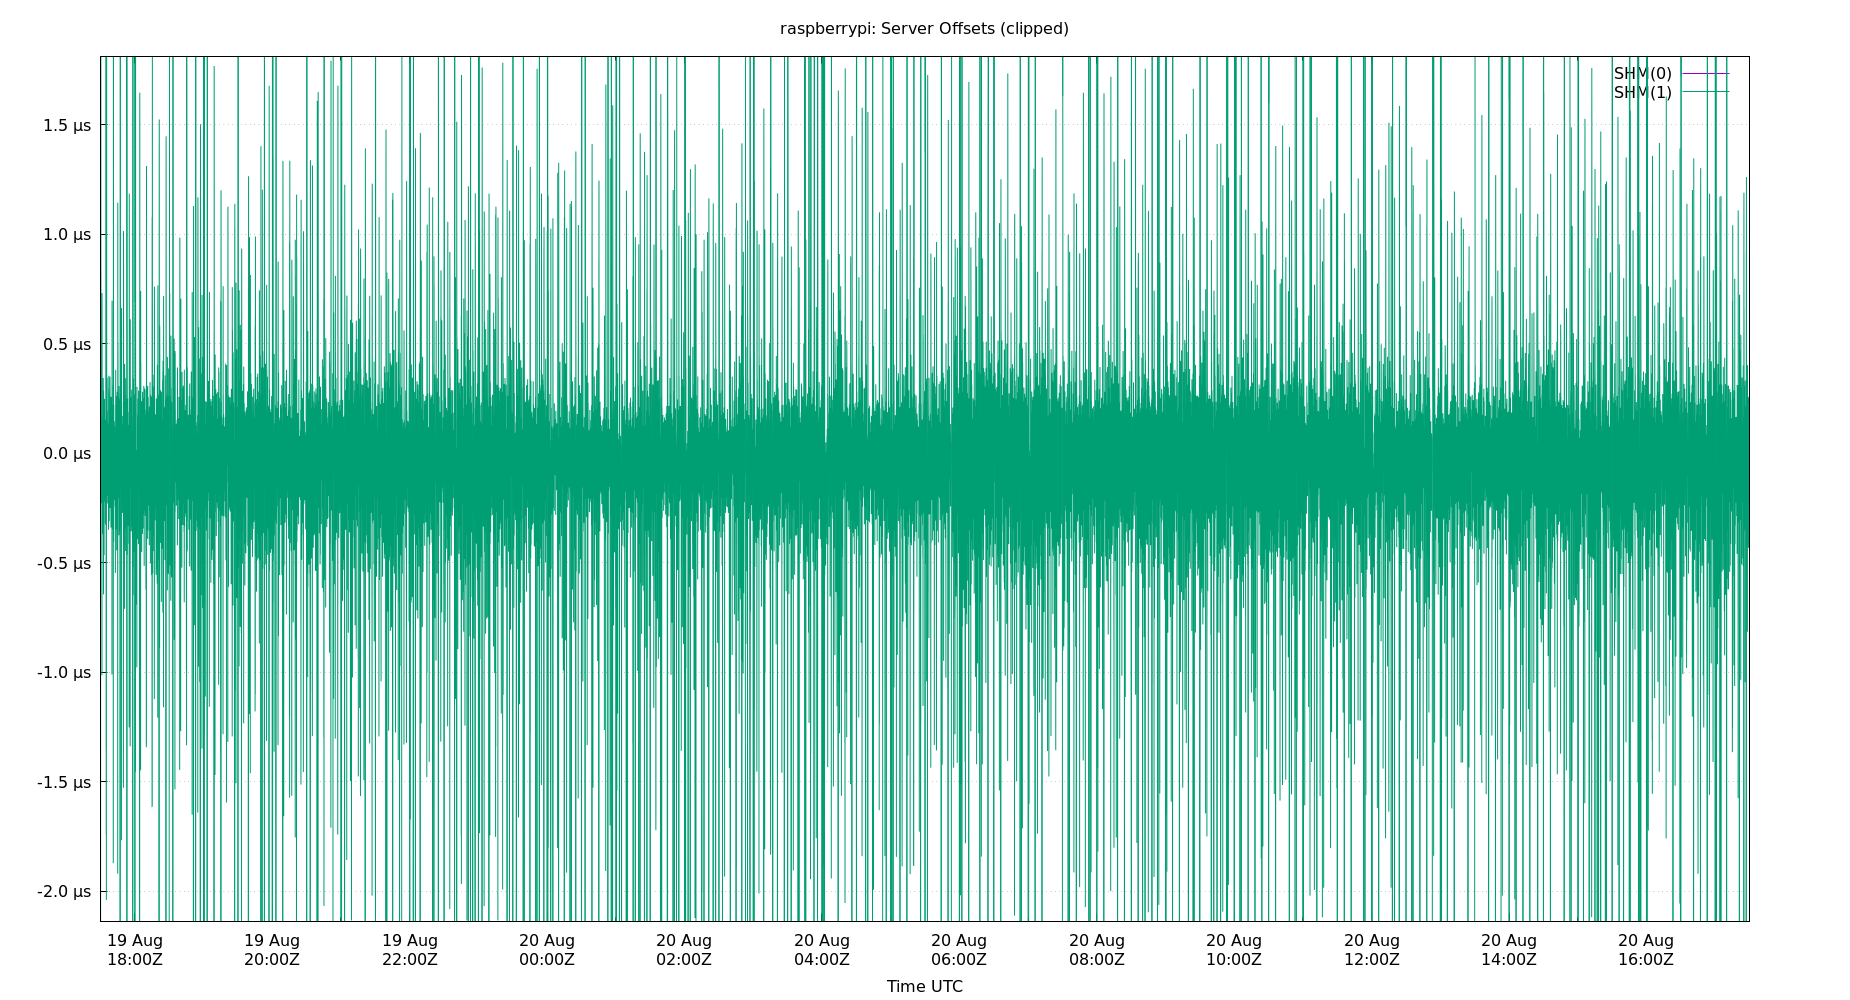 raspberrypi: Server Offsets (clipped)
SHM(0)
SHM(1)
1.5 µs
1.0 µs
0.5 µs
0.0 µs
-0.5 µs
-1.0 µs
-1.5 µs
-2.0 µs
19 Aug 19 Aug 19 Aug 20 Aug 20 Aug 20 Aug 20 Aug 20 Aug 20 Aug 20 Aug 20 Aug 20 Aug
18:00Z 20:00Z 22:00Z 00:00Z 02:00Z 04:00Z 06:00Z 08:00Z 10:00Z 12:00Z 14:00Z 16:00Z
Time UTC